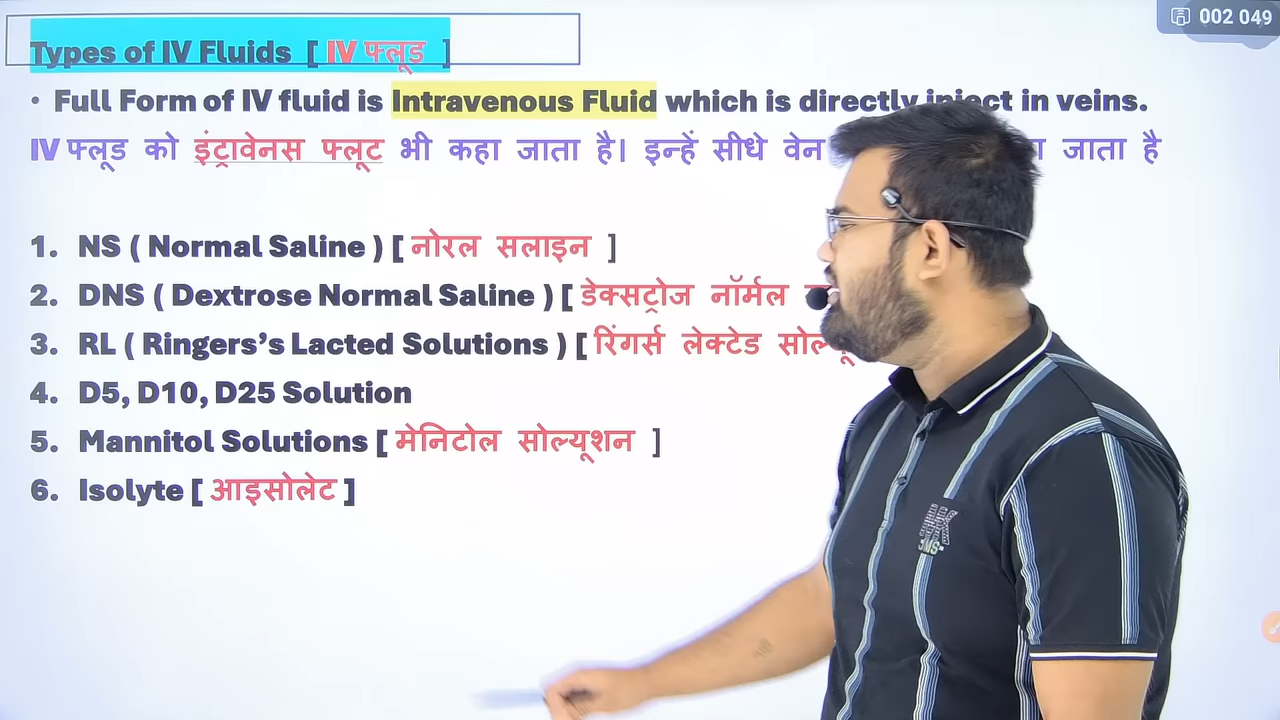 002 049
Types of IV Fluids [ IV फ्लूड ]
• Full Form of IV fluid is Intravenous Fluid which is directly inject in veins.
IV फ्लूड को इंट्रावेनस फ्लूट भी कहा जाता है। इन्हें सीधे वेन जाता है
1. NS ( Normal Saline ) [ नोरल सलाइन ]
2. DNS ( Dextrose Normal Saline ) [ डेक्सट्रोज नॉर्मल
3. RL ( Ringers’s Lacted Solutions ) [ रिंगर्स लेक्टेड
4. D5, D10, D25 Solution
5. Mannitol Solutions [ मेनिटोल सोल्यूशन ]
6. Isolyte [ आइसोलेट ]